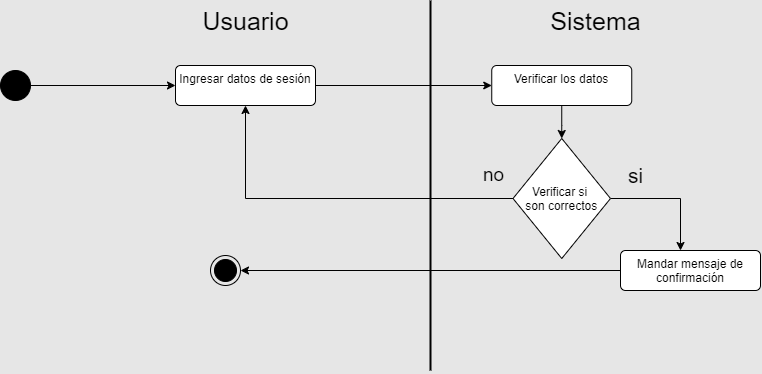 Usuario
Sistema
Ingresar datos de sesión
Verificar los datos
no
si
Verificar si
son correctos
Mandar mensaje de
confirmación